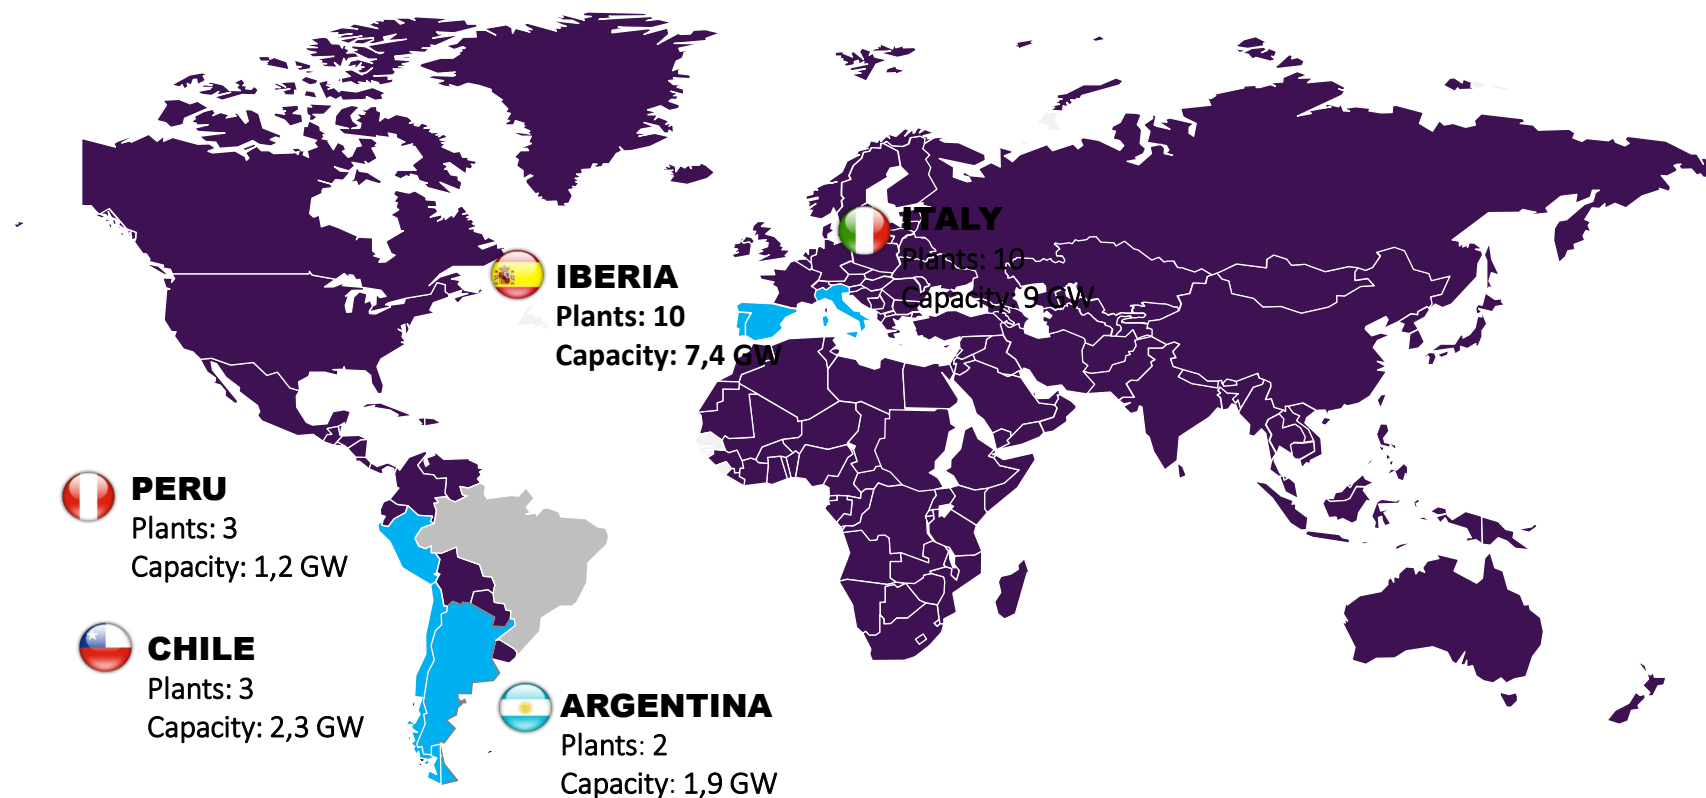 ITALY
Plants: 10
Capacity: 9 GW
IBERIA
Plants: 10
Capacity: 7,4 GW
PERU
Plants: 3
Capacity: 1,2 GW
CHILE
Plants: 3
Capacity: 2,3 GW
ARGENTINA
Plants: 2
Capacity: 1,9 GW